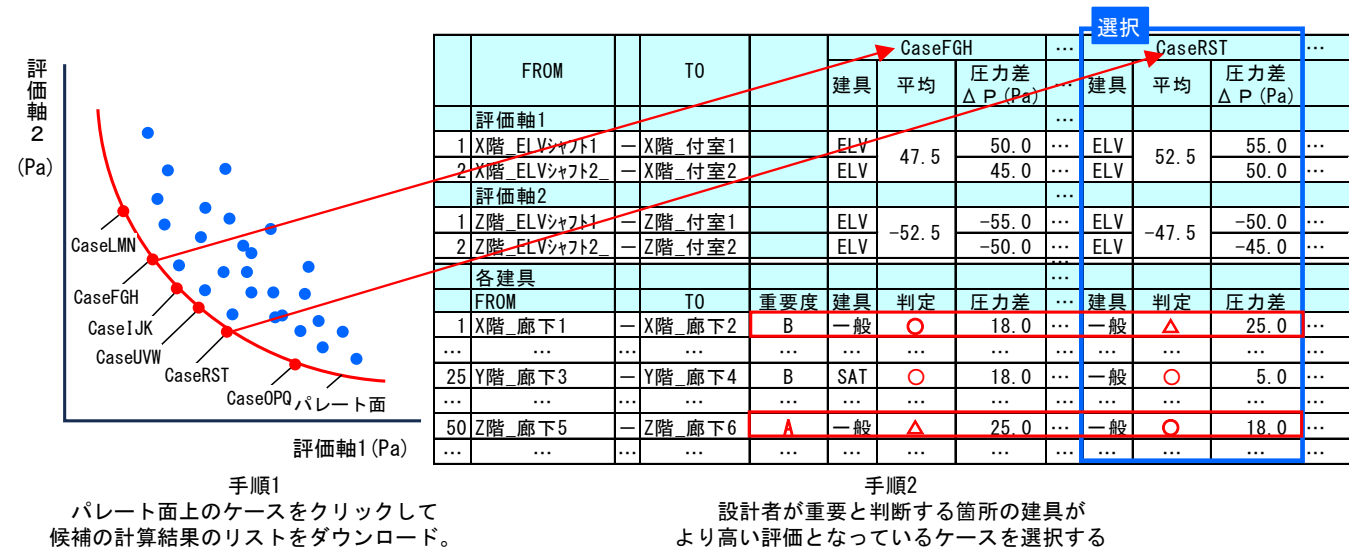 評価軸2
(Pa)
CaseLMN
CaseFGH
CaseIJK
CaseUVW
CaseRST
CaseOPQ
パレート面
評価軸1(Pa)
手順1
パレート面上のケースをクリックして
候補の計算結果のリストをダウンロード。
選択
CaseFGH … CaseRST …
FROM TO 建具 平均 圧力差 ΔP(Pa) … 建具 平均 圧力差 ΔP(Pa)
評価軸1 …
1 X階_ELVシャフト1 － X階_付室1 ELV 47.5 50.0 … ELV 52.5 55.0 …
2 X階_ELVシャフト2_ － X階_付室2 ELV 45.0 … ELV 50.0 …
評価軸2 …
1 Z階_ELVシャフト1 － Z階_付室1 ELV -52.5 -55.0 … ELV -47.5 -50.0 …
2 Z階_ELVシャフト2_ － Z階_付室2 ELV -50.0 … ELV -45.0 …
…
各建具 …
FROM TO 重要度 建具 判定 圧力差 … 建具 判定 圧力差 …
1 X階_廊下1 － X階_廊下2 B 一般 ○ 18.0 … 一般 △ 25.0 …
… … … … … … … … … … … … …
25 Y階_廊下3 － Y階_廊下4 B SAT ○ 18.0 … 一般 ○ 5.0 …
… … … … … … … … … … … … …
50 Z階_廊下5 － Z階_廊下6 A 一般 △ 25.0 … 一般 ○ 18.0 …
… … … … … … … … … … … … …
手順2
設計者が重要と判断する箇所の建具が
より高い評価となっているケースを選択する